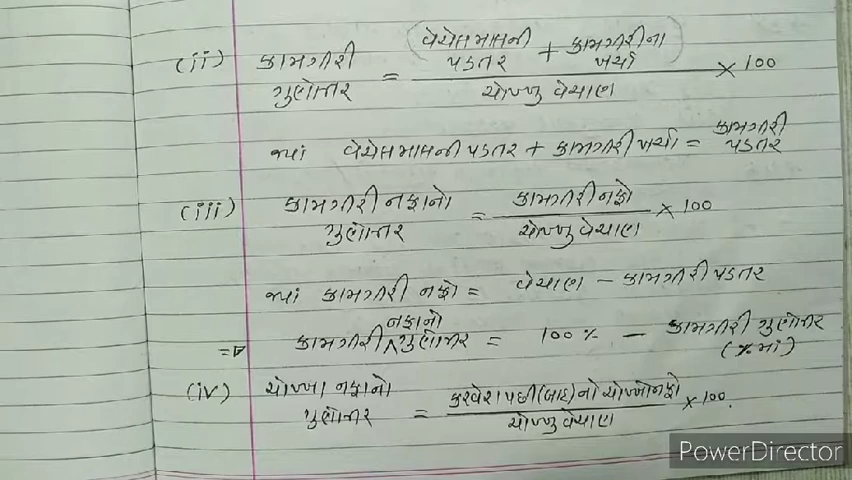 (ii) કામગીરી ગુણોત્તર = (વેચેલમાલની પડતર + કામગીરીના ખર્ચા) / ચોખ્ખુ વેચાણ × 100
જ્યાં વેચેલમાલની પડતર + કામગીરી ખર્ચા = કામગીરી પડતર
(iii) કામગીરી નફાનો ગુણોત્તર = કામગીરી નફો / ચોખ્ખુ વેચાણ × 100
જ્યાં કામગીરી નફો = વેચાણ - કામગીરી પડતર
⇒ કામગીરી નફાનો ગુણોત્તર = 100 % - કામગીરી ગુણોત્તર (% માં)
(iv) ચોખ્ખા નફાનો ગુણોત્તર = કરવેરા પછી (બાદ) નો ચોખ્ખો નફો / ચોખ્ખુ વેચાણ × 100.
PowerDirector